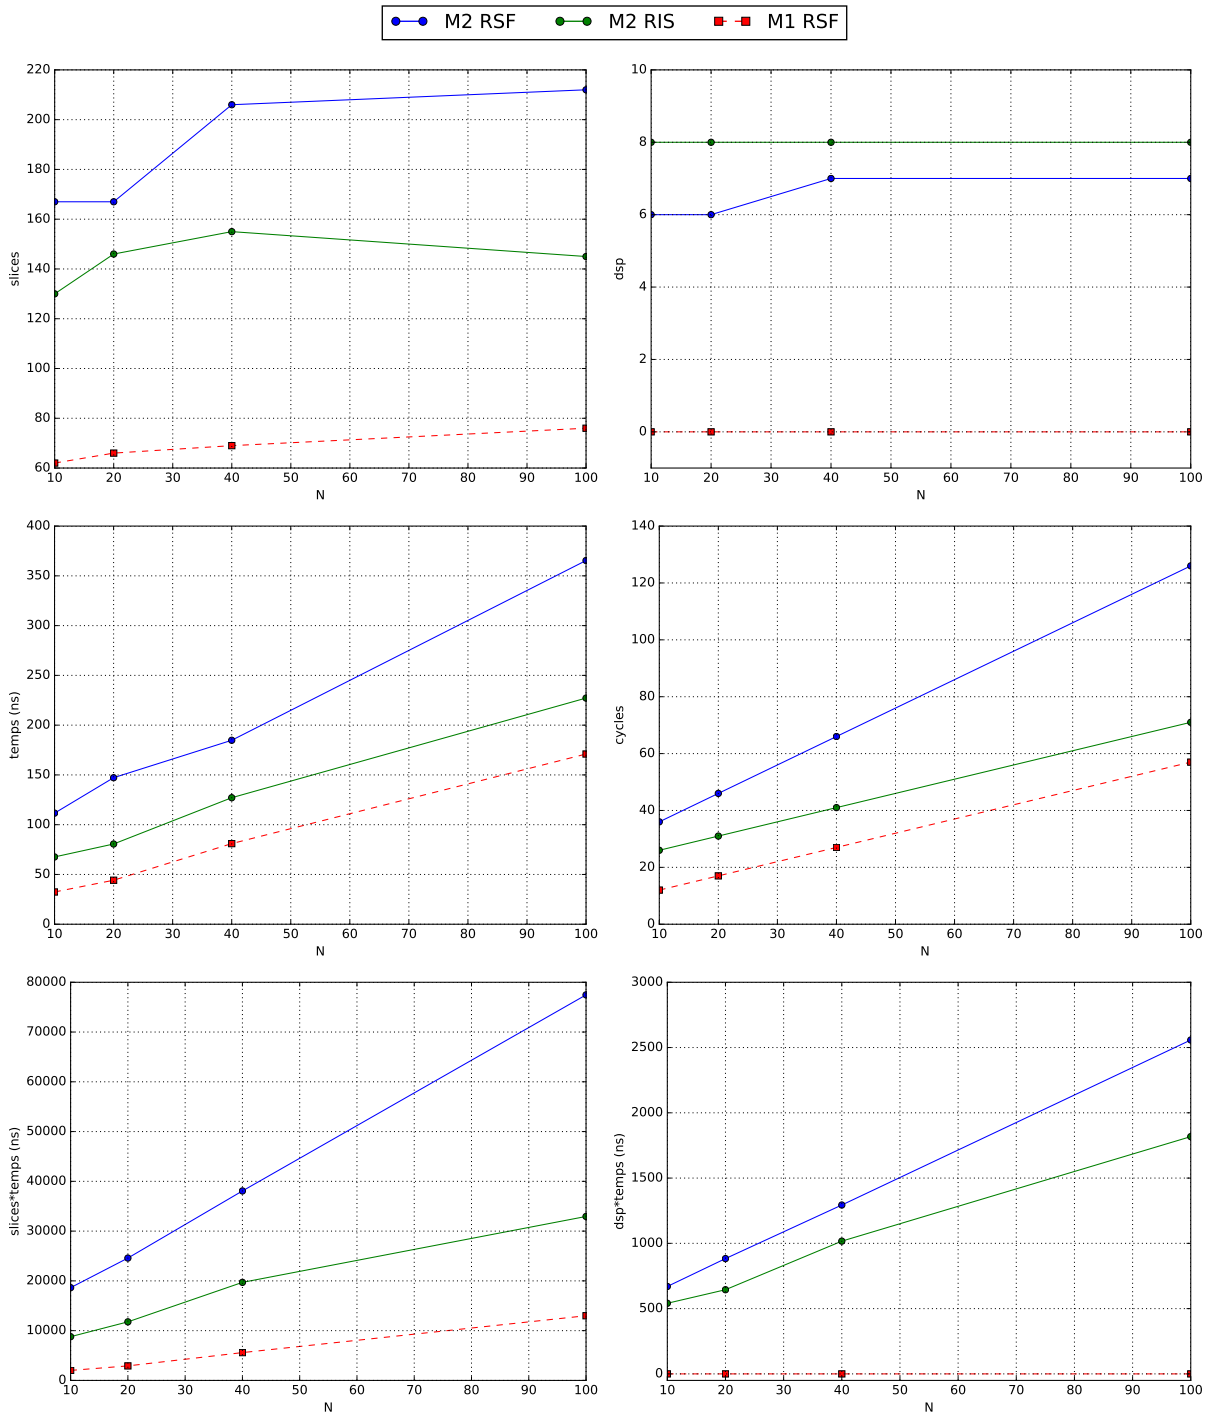 M2 RSF M2 RIS M1 RSF
220
200
180
160
140
120
100
80
60
slices
10 20 30 40 50 60 70 80 90 100
N
10
8
6
4
2
0
dsp
10 20 30 40 50 60 70 80 90 100
N
400
350
300
250
200
150
100
50
0
temps (ns)
10 20 30 40 50 60 70 80 90 100
N
140
120
100
80
60
40
20
0
cycles
10 20 30 40 50 60 70 80 90 100
N
80000
70000
60000
50000
40000
30000
20000
10000
0
slices*temps (ns)
10 20 30 40 50 60 70 80 90 100
N
3000
2500
2000
1500
1000
500
0
dsp*temps (ns)
10 20 30 40 50 60 70 80 90 100
N